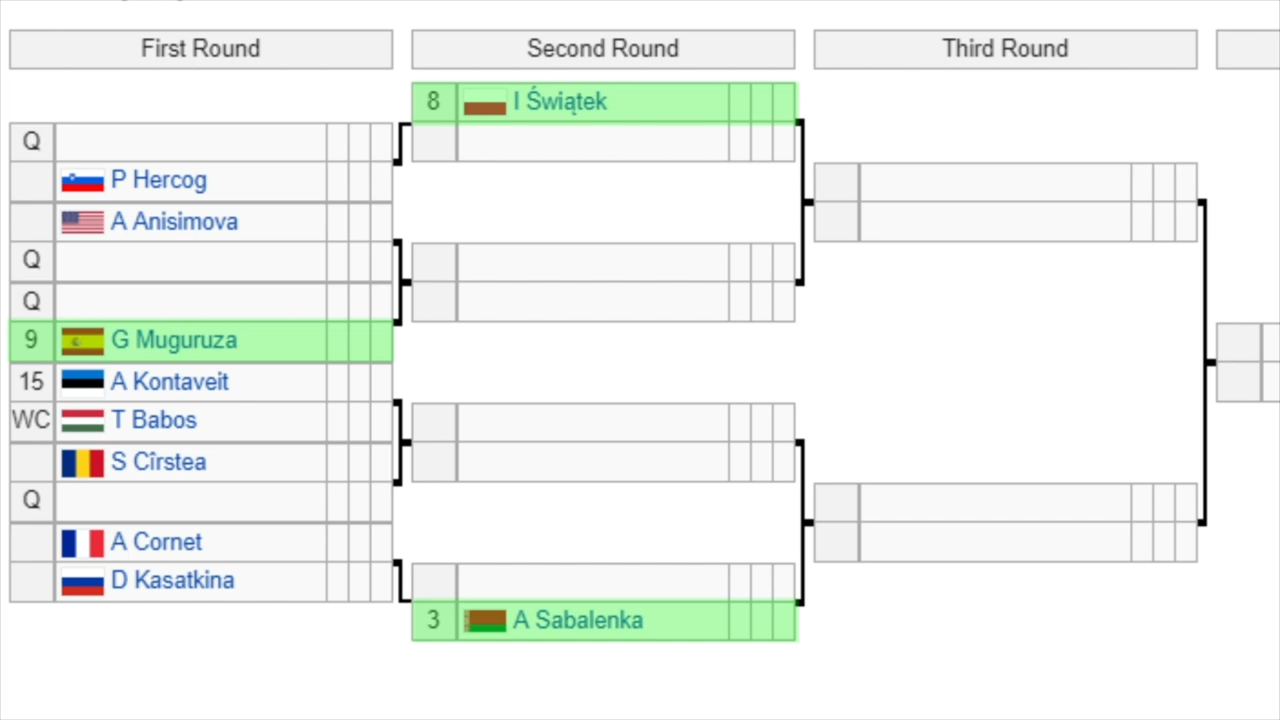 First Round
Second Round
Third Round
8 I Świątek
Q
P Hercog
A Anisimova
Q
Q
9 G Muguruza
15 A Kontaveit
WC T Babos
S Cîrstea
Q
A Cornet
D Kasatkina
3 A Sabalenka